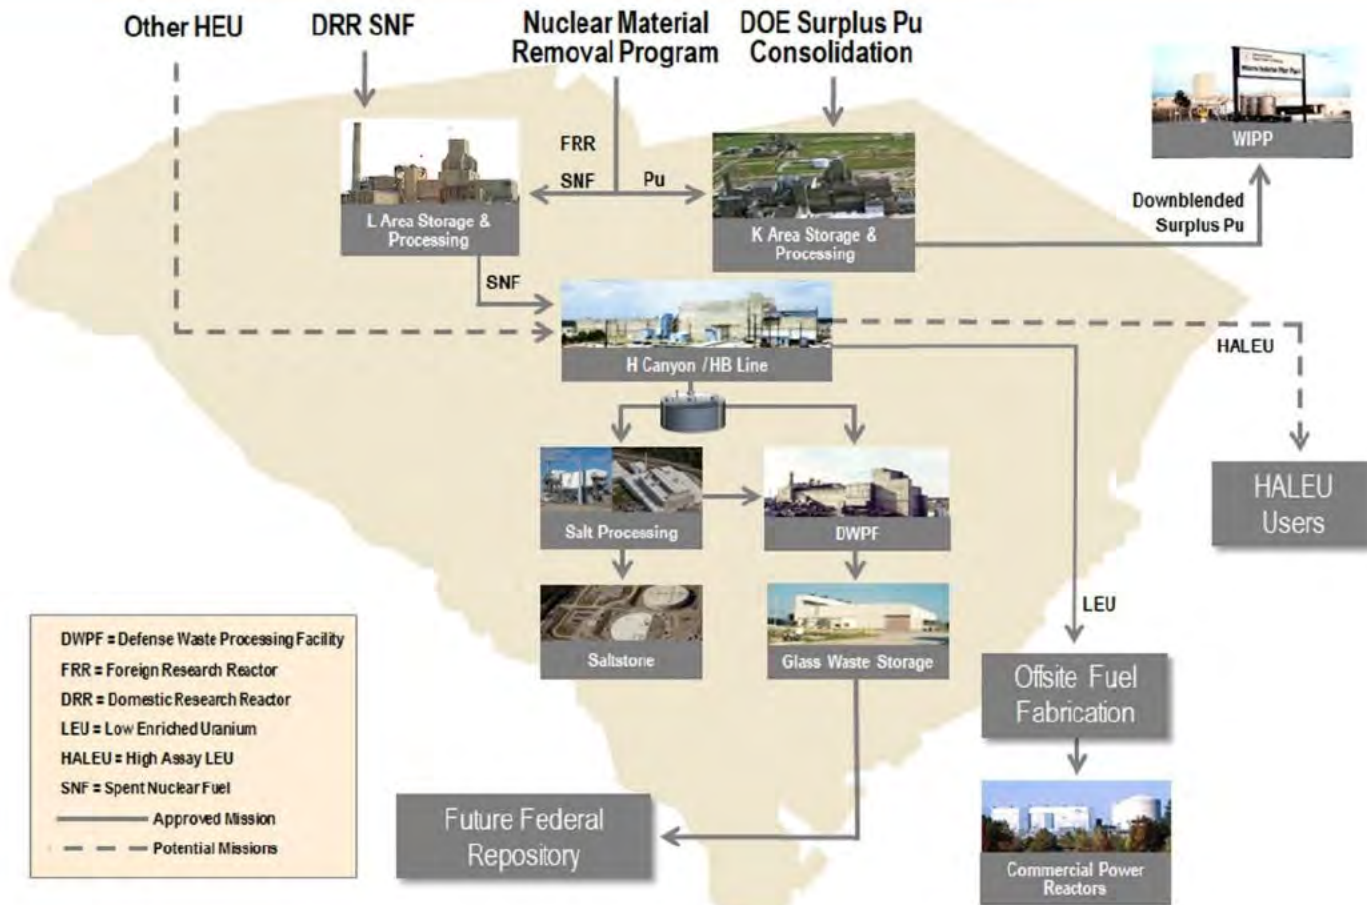 Other HEU
DRR SNF
Nuclear Material
Removal Program
DOE Surplus Pu
Consolidation
WIPP
FRR
SNF
Pu
L Area Storage &
Processing
K Area Storage &
Processing
Downblended
Surplus Pu
SNF
H Canyon / HB Line
HALEU
HALEU
Users
Salt Processing
DWPF
LEU
Saltstone
Glass Waste Storage
Offsite Fuel
Fabrication
DWPF = Defense Waste Processing Facility
FRR = Foreign Research Reactor
DRR = Domestic Research Reactor
LEU = Low Enriched Uranium
HALEU = High Assay LEU
SNF = Spent Nuclear Fuel
Approved Mission
Potential Missions
Future Federal
Repository
Commercial Power
Reactors